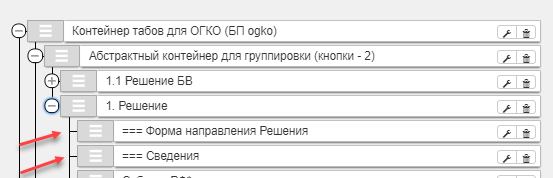 Контейнер табов для ОГКО (БП ogko)
Абстрактный контейнер для группировки (кнопки - 2)
1.1 Решение БВ
1. Решение
=== Форма направления Решения
=== Сведения